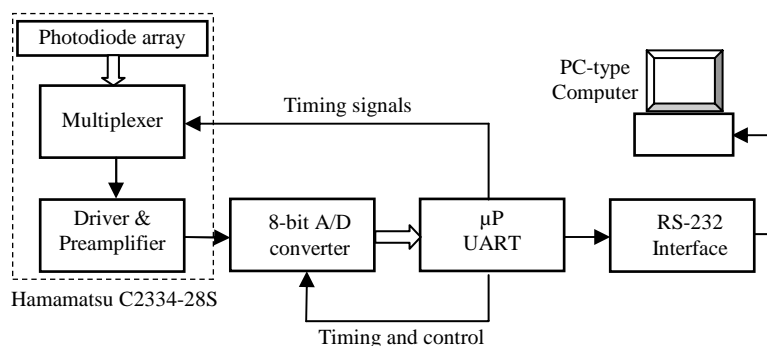 Photodiode array
Multiplexer
Driver &
Preamplifier
Hamamatsu C2334-28S
Timing signals
8-bit A/D
converter
µP
UART
Timing and control
RS-232
Interface
PC-type
Computer